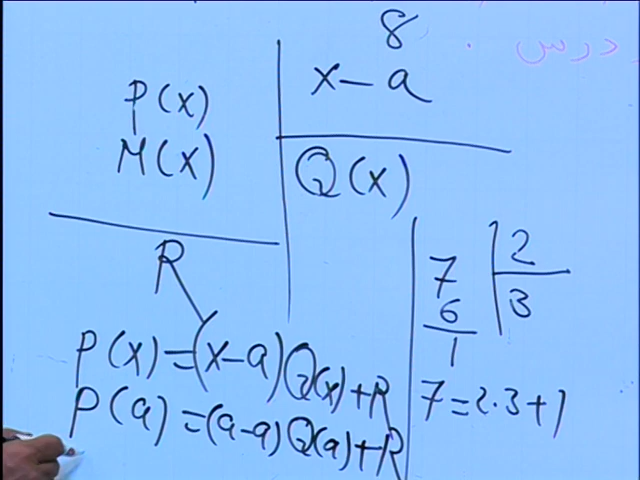 8
درس
P(x) x-a
M(x) Q(x)
R
7 2
6 3
1
P(x)=(x-a)Q(x)+R
7=2·3+1
P(a)=(a-a)Q(a)+R